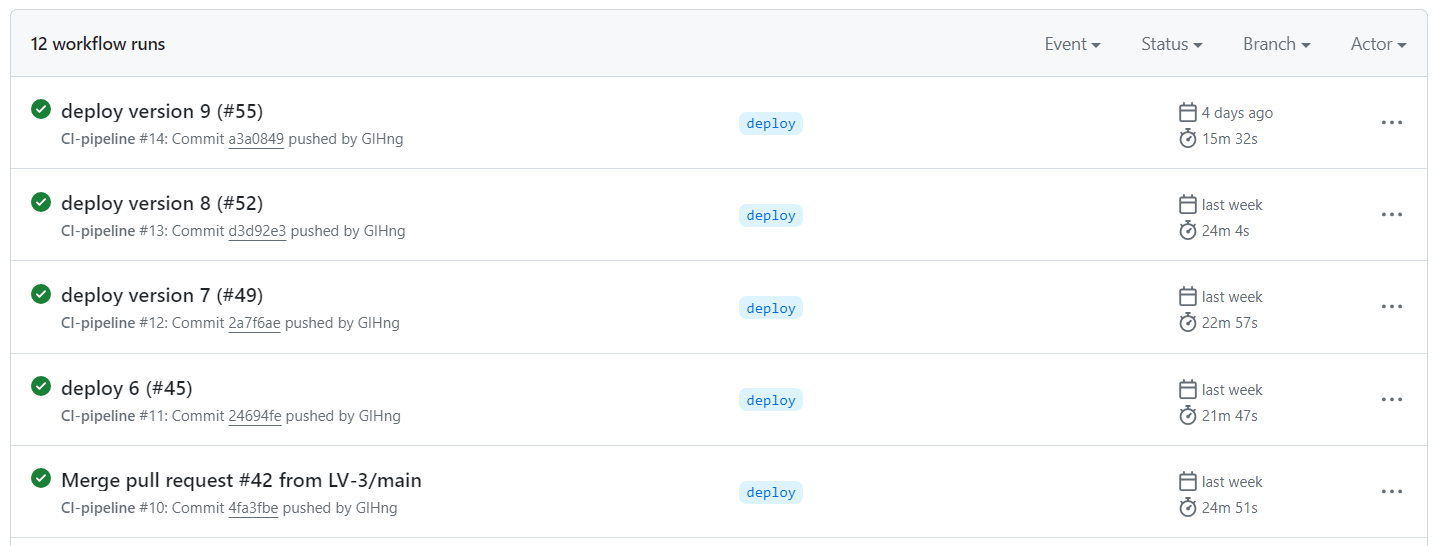 12 workflow runs
Event Status Branch Actor
deploy version 9 (#55)
CI-pipeline #14: Commit a3a0849 pushed by GlHng
deploy
4 days ago
15m 32s
deploy version 8 (#52)
CI-pipeline #13: Commit d3d92e3 pushed by GlHng
deploy
last week
24m 4s
deploy version 7 (#49)
CI-pipeline #12: Commit 2a7f6ae pushed by GlHng
deploy
last week
22m 57s
deploy 6 (#45)
CI-pipeline #11: Commit 24694fe pushed by GlHng
deploy
last week
21m 47s
Merge pull request #42 from LV-3/main
CI-pipeline #10: Commit 4fa3fbe pushed by GlHng
deploy
last week
24m 51s